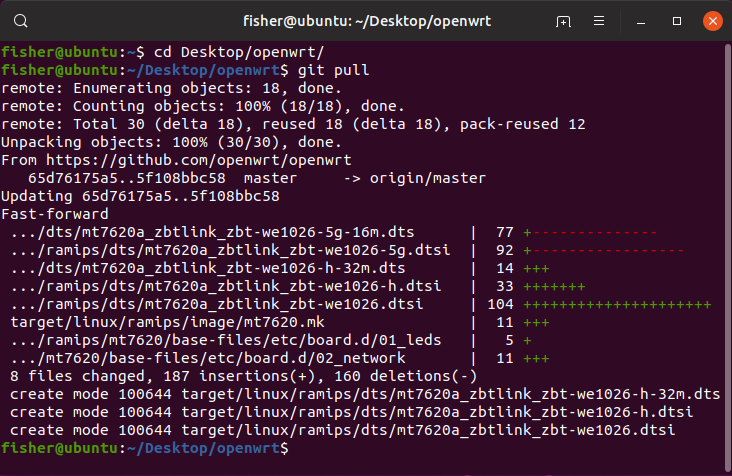 fisher@ubuntu: ~/Desktop/openwrt
fisher@ubuntu:~$ cd Desktop/openwrt/
fisher@ubuntu:~/Desktop/openwrt$ git pull
remote: Enumerating objects: 18, done.
remote: Counting objects: 100% (18/18), done.
remote: Total 30 (delta 18), reused 18 (delta 18), pack-reused 12
Unpacking objects: 100% (30/30), done.
From https://github.com/openwrt/openwrt
   65d76175a5..5f108bbc58  master     -> origin/master
Updating 65d76175a5..5f108bbc58
Fast-forward
 .../dts/mt7620a_zbtlink_zbt-we1026-5g-16m.dts      |  77 +--------------
 .../ramips/dts/mt7620a_zbtlink_zbt-we1026-5g.dtsi  |  92 +-----------------
 .../dts/mt7620a_zbtlink_zbt-we1026-h-32m.dts       |  14 +++
 .../ramips/dts/mt7620a_zbtlink_zbt-we1026-h.dtsi   |  33 +++++++
 .../ramips/dts/mt7620a_zbtlink_zbt-we1026.dtsi     | 104 +++++++++++++++++++++
 target/linux/ramips/image/mt7620.mk                |  11 +++
 .../ramips/mt7620/base-files/etc/board.d/01_leds   |   5 +
 .../mt7620/base-files/etc/board.d/02_network       |  11 +++
 8 files changed, 187 insertions(+), 160 deletions(-)
 create mode 100644 target/linux/ramips/dts/mt7620a_zbtlink_zbt-we1026-h-32m.dts
 create mode 100644 target/linux/ramips/dts/mt7620a_zbtlink_zbt-we1026-h.dtsi
 create mode 100644 target/linux/ramips/dts/mt7620a_zbtlink_zbt-we1026.dtsi
fisher@ubuntu:~/Desktop/openwrt$